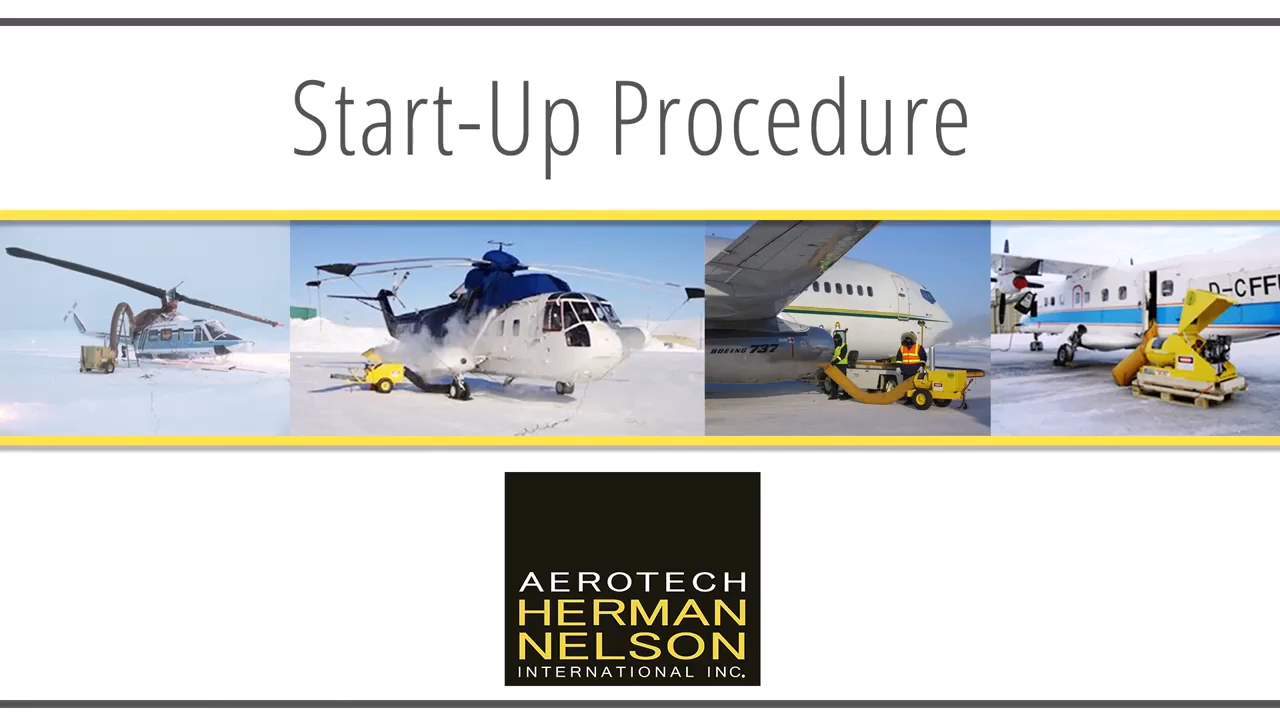 Start-Up Procedure
BOEING 737
D-CFF
AEROTECH
HERMAN
NELSON
INTERNATIONAL INC.